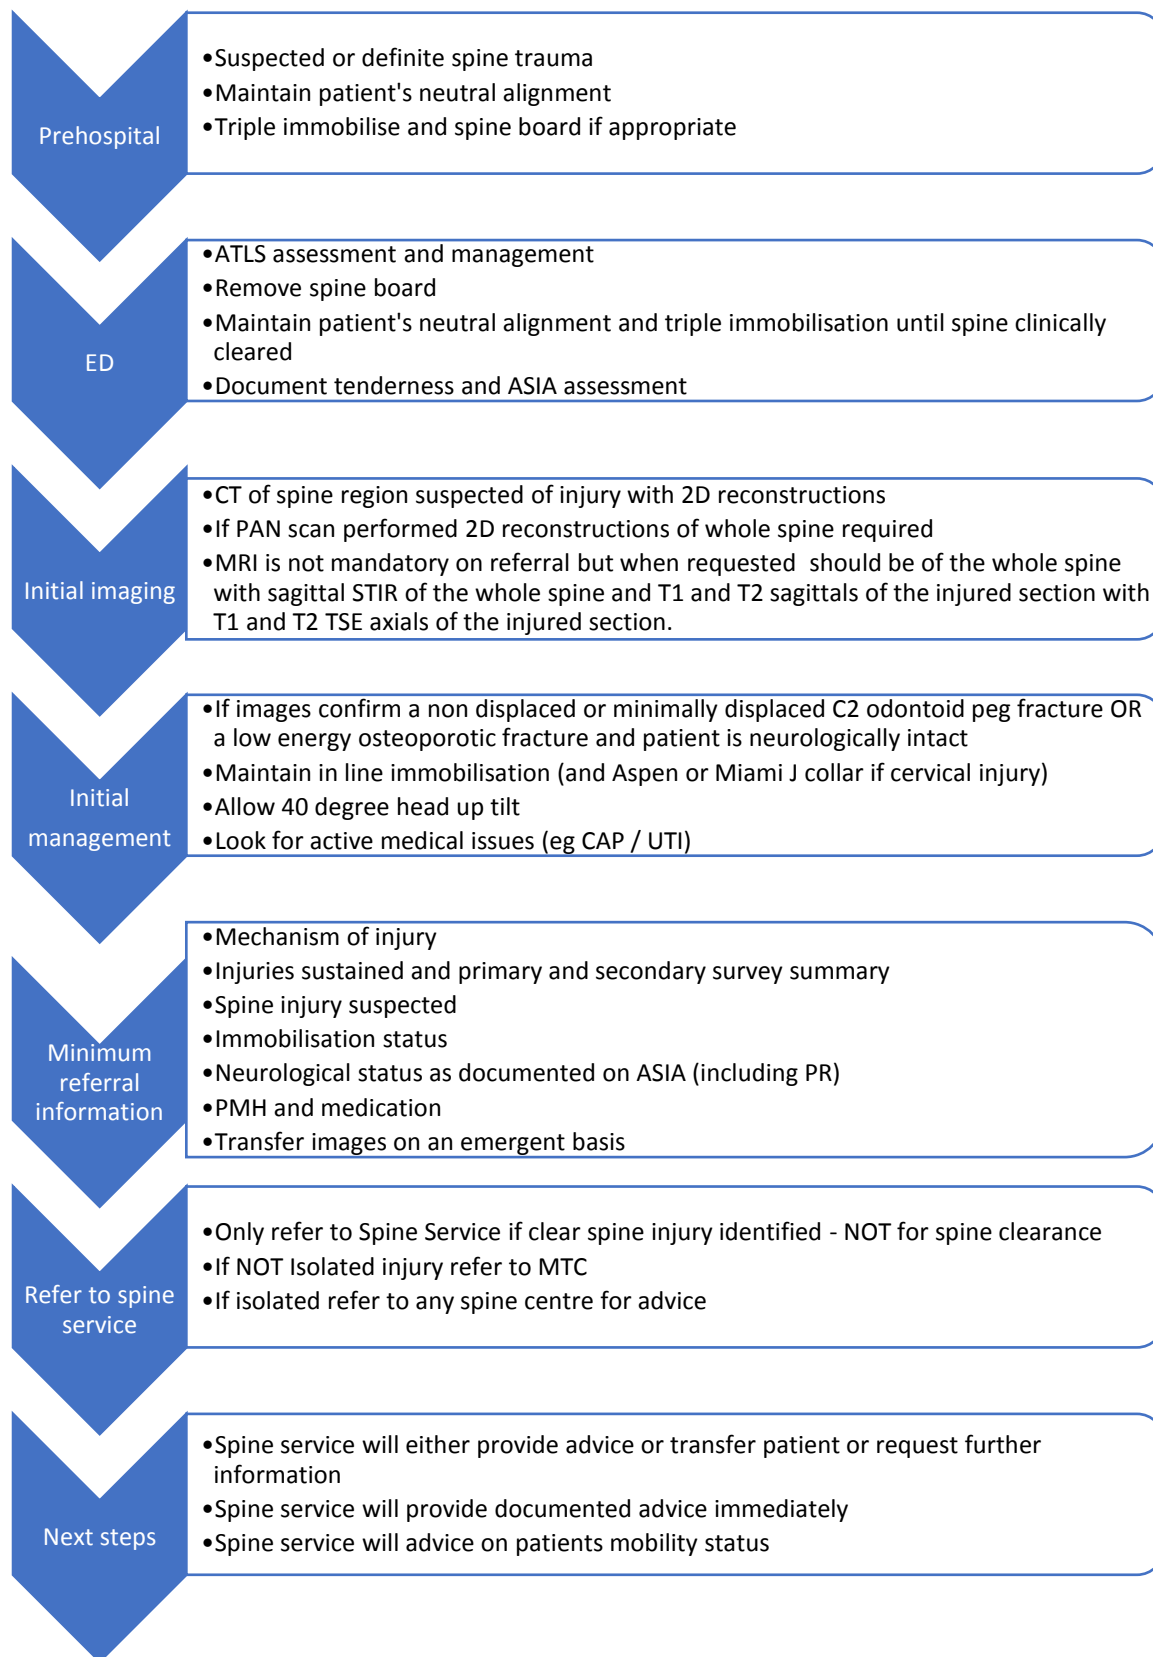 Prehospital
•Suspected or definite spine trauma
•Maintain patient's neutral alignment
•Triple immobilise and spine board if appropriate
ED
•ATLS assessment and management
•Remove spine board
•Maintain patient's neutral alignment and triple immobilisation until spine clinically
cleared
•Document tenderness and ASIA assessment
Initial imaging
•CT of spine region suspected of injury with 2D reconstructions
•If PAN scan performed 2D reconstructions of whole spine required
•MRI is not mandatory on referral but when requested  should be of the whole spine
with sagittal STIR of the whole spine and T1 and T2 sagittals of the injured section with
T1 and T2 TSE axials of the injured section.
Initial
management
•If images confirm a non displaced or minimally displaced C2 odontoid peg fracture OR
a low energy osteoporotic fracture and patient is neurologically intact
•Maintain in line immobilisation (and Aspen or Miami J collar if cervical injury)
•Allow 40 degree head up tilt
•Look for active medical issues (eg CAP / UTI)
Minimum
referral
information
•Mechanism of injury
•Injuries sustained and primary and secondary survey summary
•Spine injury suspected
•Immobilisation status
•Neurological status as documented on ASIA (including PR)
•PMH and medication
•Transfer images on an emergent basis
Refer to spine
service
•Only refer to Spine Service if clear spine injury identified - NOT for spine clearance
•If NOT Isolated injury refer to MTC
•If isolated refer to any spine centre for advice
Next steps
•Spine service will either provide advice or transfer patient or request further
information
•Spine service will provide documented advice immediately
•Spine service will advice on patients mobility status